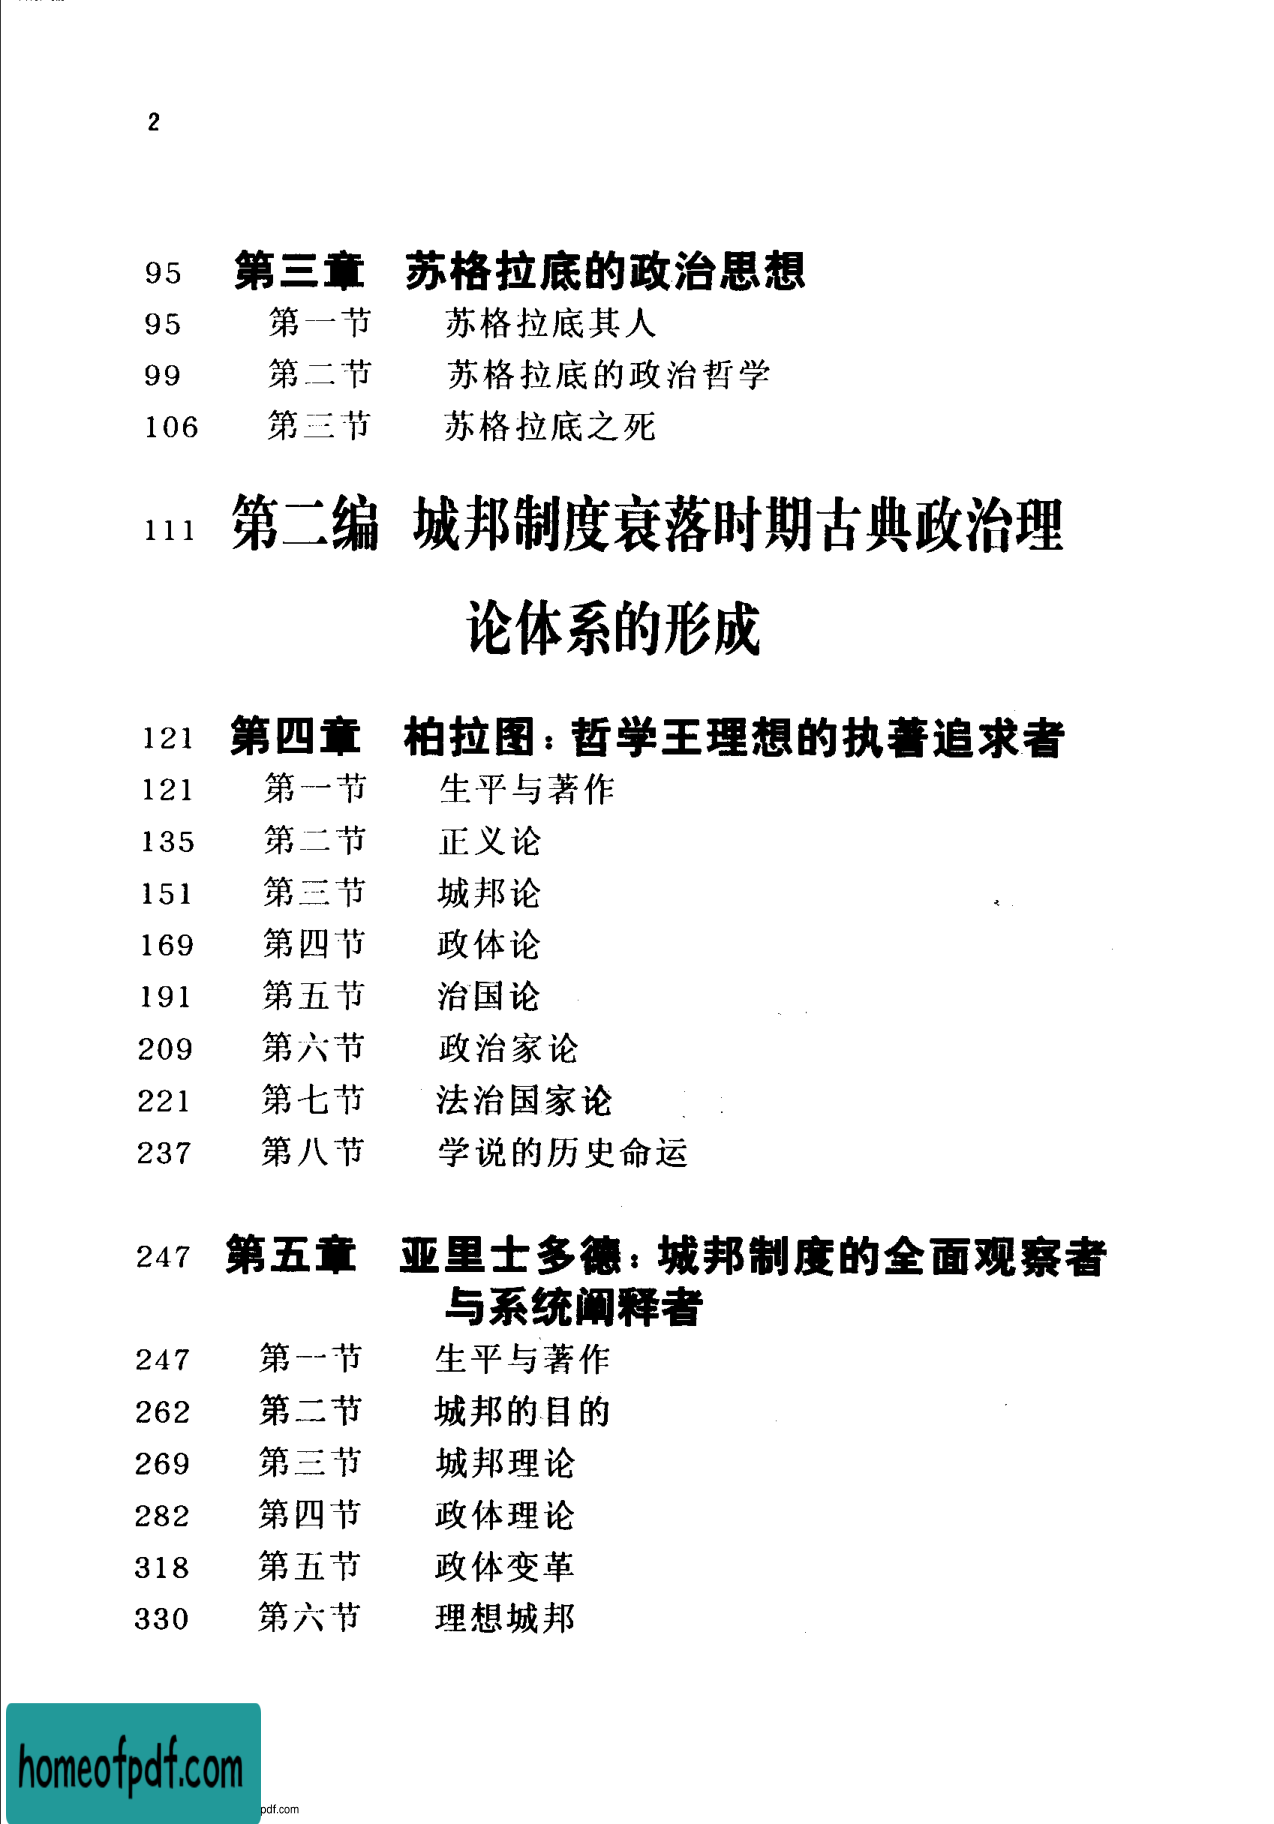 2
95 第三章 苏格拉底的政治思想
95 第一节 苏格拉底其人
99 第二节 苏格拉底的政治哲学
106 第三节 苏格拉底之死
111 第二编 城邦制度衰落时期古典政治理
论体系的形成
121 第四章 柏拉图：哲学王理想的执著追求者
121 第一节 生平与著作
135 第二节 正义论
151 第三节 城邦论
169 第四节 政体论
191 第五节 治国论
209 第六节 政治家论
221 第七节 法治国家论
237 第八节 学说的历史命运
247 第五章 亚里士多德：城邦制度的全面观察者
与系统阐释者
247 第一节 生平与著作
262 第二节 城邦的目的
269 第三节 城邦理论
282 第四节 政体理论
318 第五节 政体变革
330 第六节 理想城邦
homeofpdf.com
pdf.com